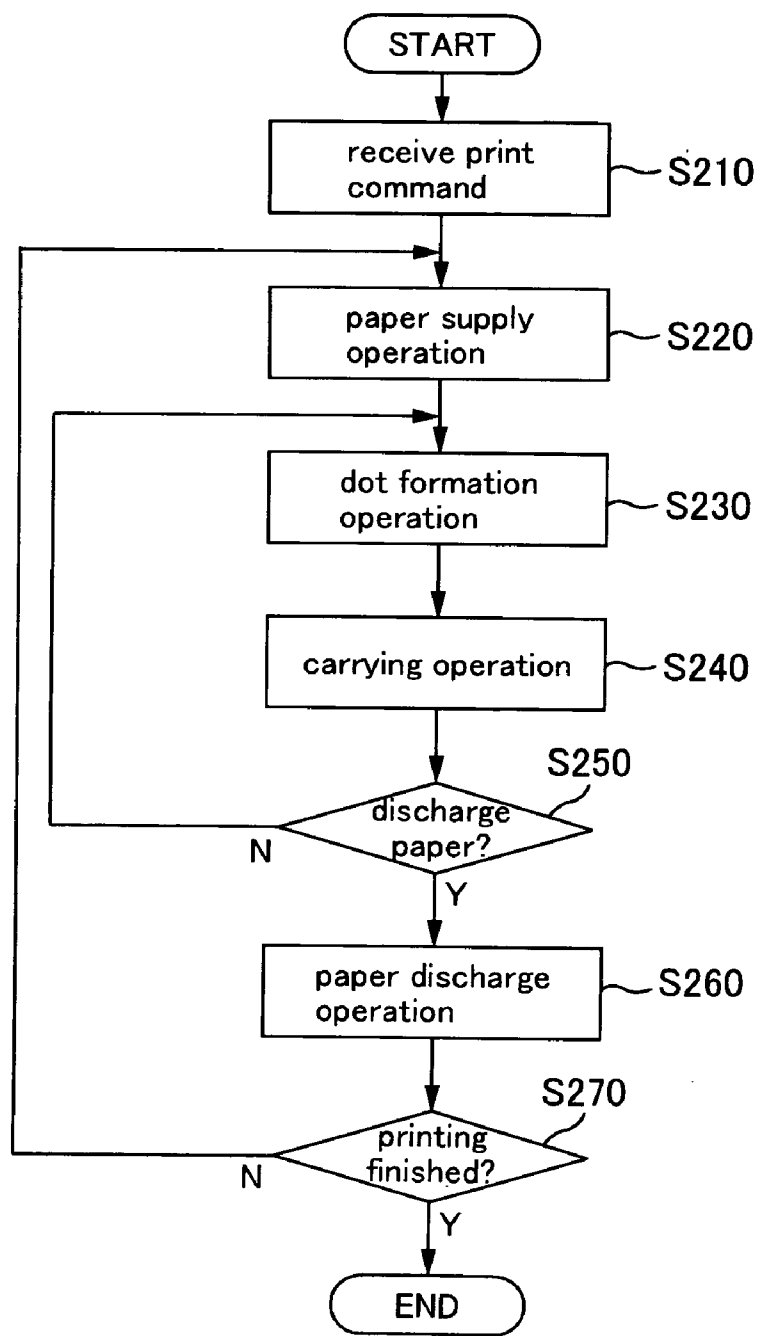 START
receive print
command
S210
paper supply
operation
S220
dot formation
operation
S230
carrying operation
S240
S250
discharge
paper?
N
Y
paper discharge
operation
S260
S270
printing
finished?
N
Y
END